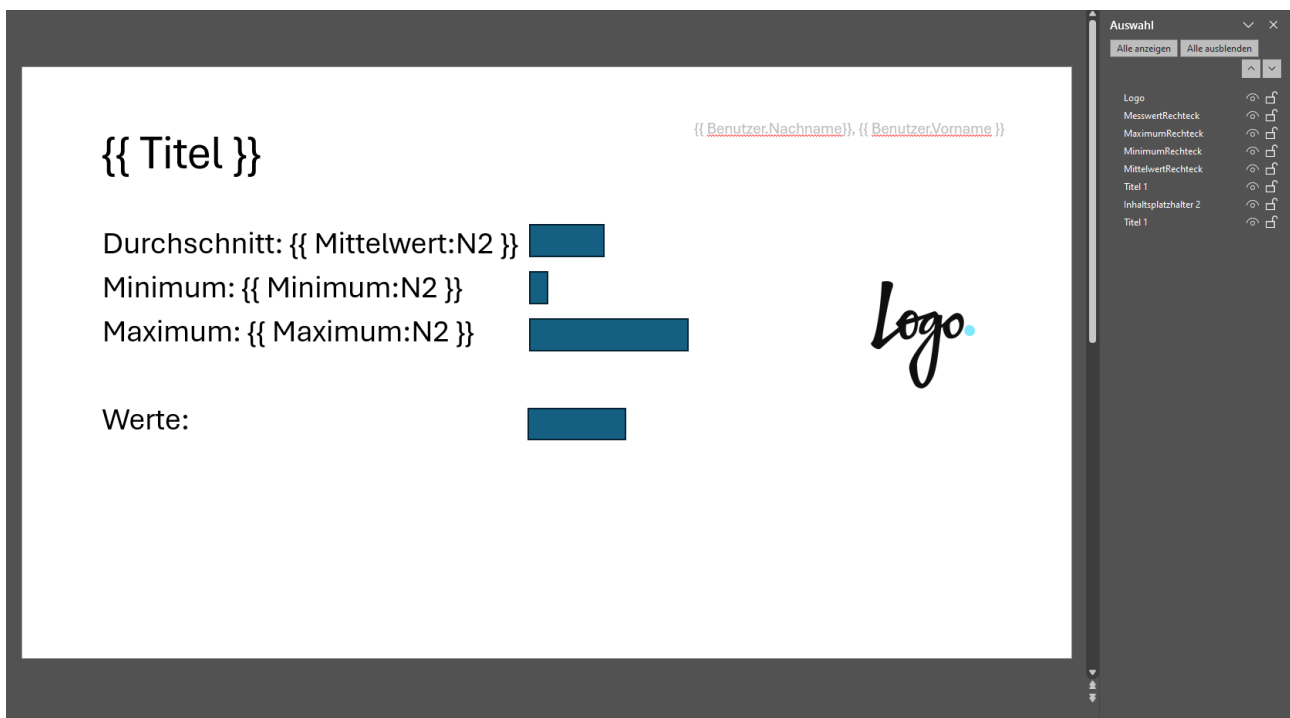 {{ Titel }}
{{ Benutzer.Nachname}}, {{ Benutzer.Vorname }}
Durchschnitt: {{ Mittelwert:N2 }}
Minimum: {{ Minimum:N2 }}
Maximum: {{ Maximum:N2 }}
Werte:
Logo.
Auswahl
Alle anzeigen Alle ausblenden
Logo
MesswertRechteck
MaximumRechteck
MinimumRechteck
MittelwertRechteck
Titel 1
Inhaltsplatzhalter 2
Titel 1